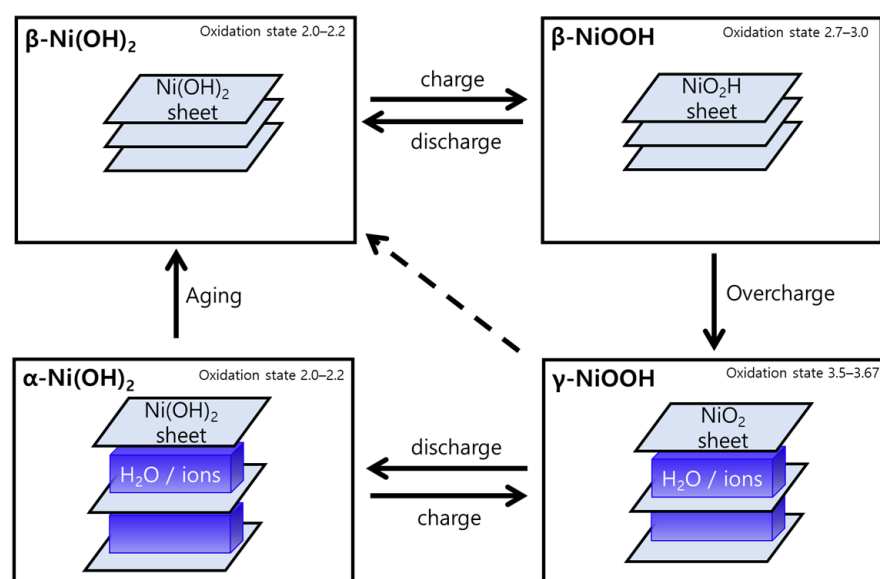 β-Ni(OH)₂
Oxidation state 2.0–2.2
Ni(OH)₂
sheet
charge
discharge
β-NiOOH
Oxidation state 2.7–3.0
NiO₂H
sheet
Aging
Overcharge
α-Ni(OH)₂
Oxidation state 2.0–2.2
Ni(OH)₂
sheet
H₂O / ions
discharge
charge
γ-NiOOH
Oxidation state 3.5–3.67
NiO₂
sheet
H₂O / ions